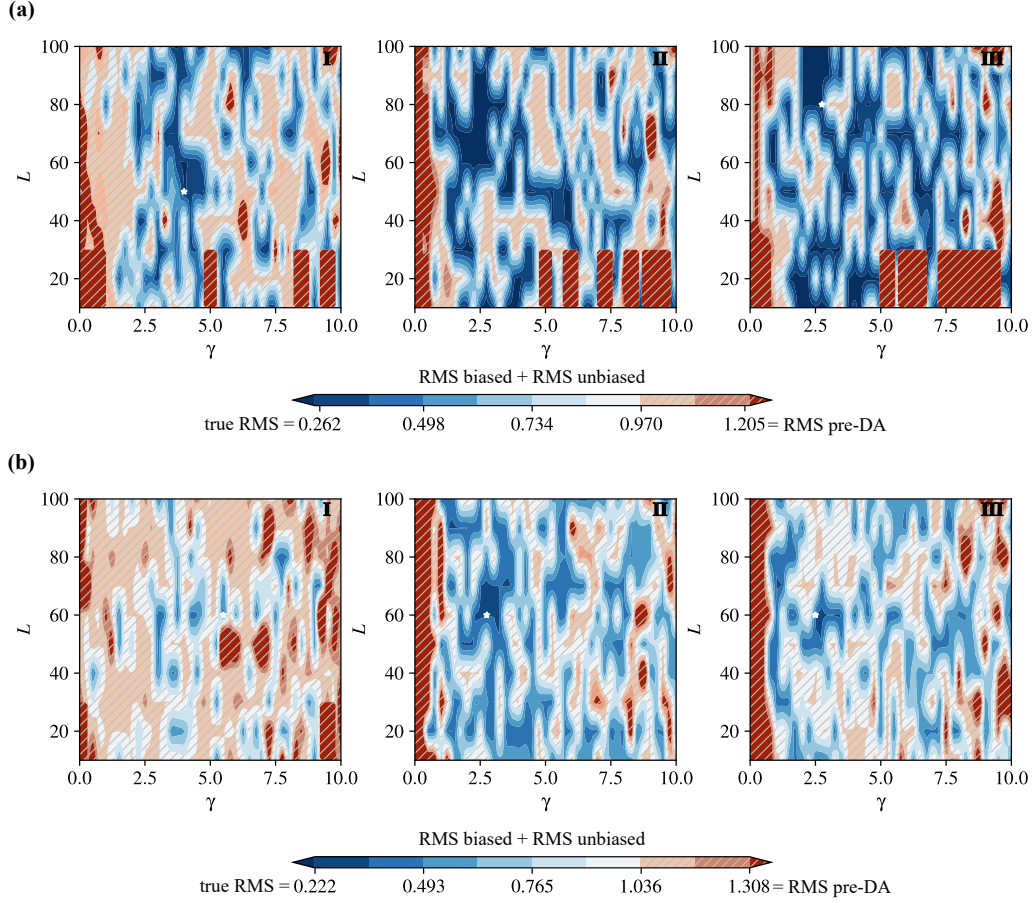 (a)
I
II
III
100
80
60
40
20
L
100
80
60
40
20
L
100
80
60
40
20
L
0.0 2.5 5.0 7.5 10.0
0.0 2.5 5.0 7.5 10.0
0.0 2.5 5.0 7.5 10.0
γ
γ
γ
RMS biased + RMS unbiased
true RMS = 0.262 0.498 0.734 0.970 1.205 = RMS pre-DA
(b)
I
II
III
100
80
60
40
20
L
100
80
60
40
20
L
100
80
60
40
20
L
0.0 2.5 5.0 7.5 10.0
0.0 2.5 5.0 7.5 10.0
0.0 2.5 5.0 7.5 10.0
γ
γ
γ
RMS biased + RMS unbiased
true RMS = 0.222 0.493 0.765 1.036 1.308 = RMS pre-DA